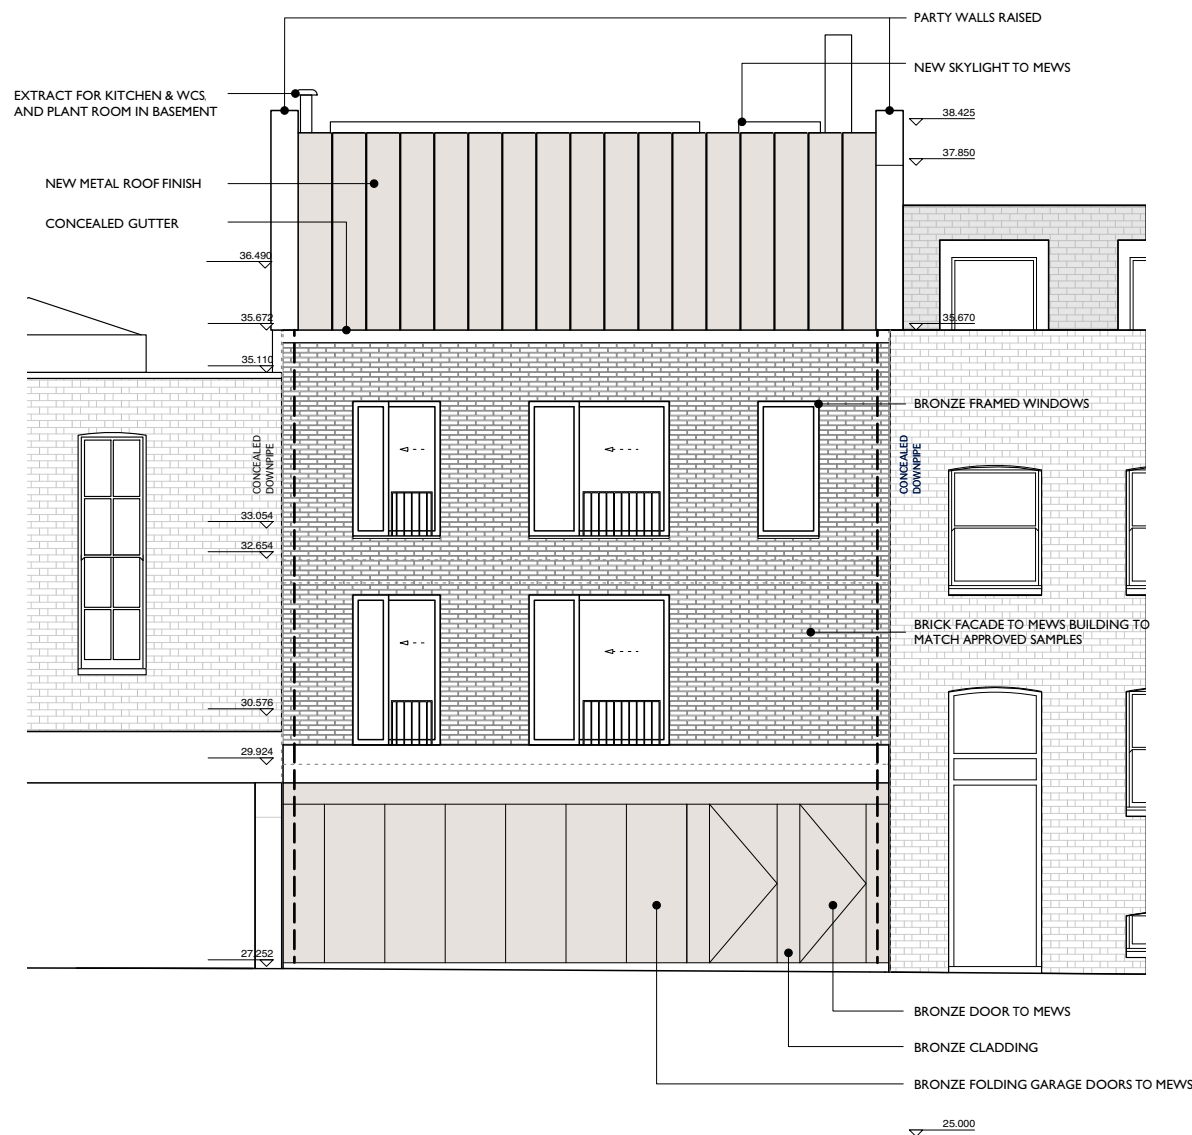 PARTY WALLS RAISED
NEW SKYLIGHT TO MEWS
EXTRACT FOR KITCHEN & WCS,
AND PLANT ROOM IN BASEMENT
38.425
37.850
NEW METAL ROOF FINISH
CONCEALED GUTTER
36.490
35.672
35.670
35.110
BRONZE FRAMED WINDOWS
CONCEALED
DOWNPIPE
CONCEALED
DOWNPIPE
33.054
32.654
BRICK FACADE TO MEWS BUILDING TO
MATCH APPROVED SAMPLES
30.576
29.924
27.252
BRONZE DOOR TO MEWS
BRONZE CLADDING
BRONZE FOLDING GARAGE DOORS TO MEWS
25.000